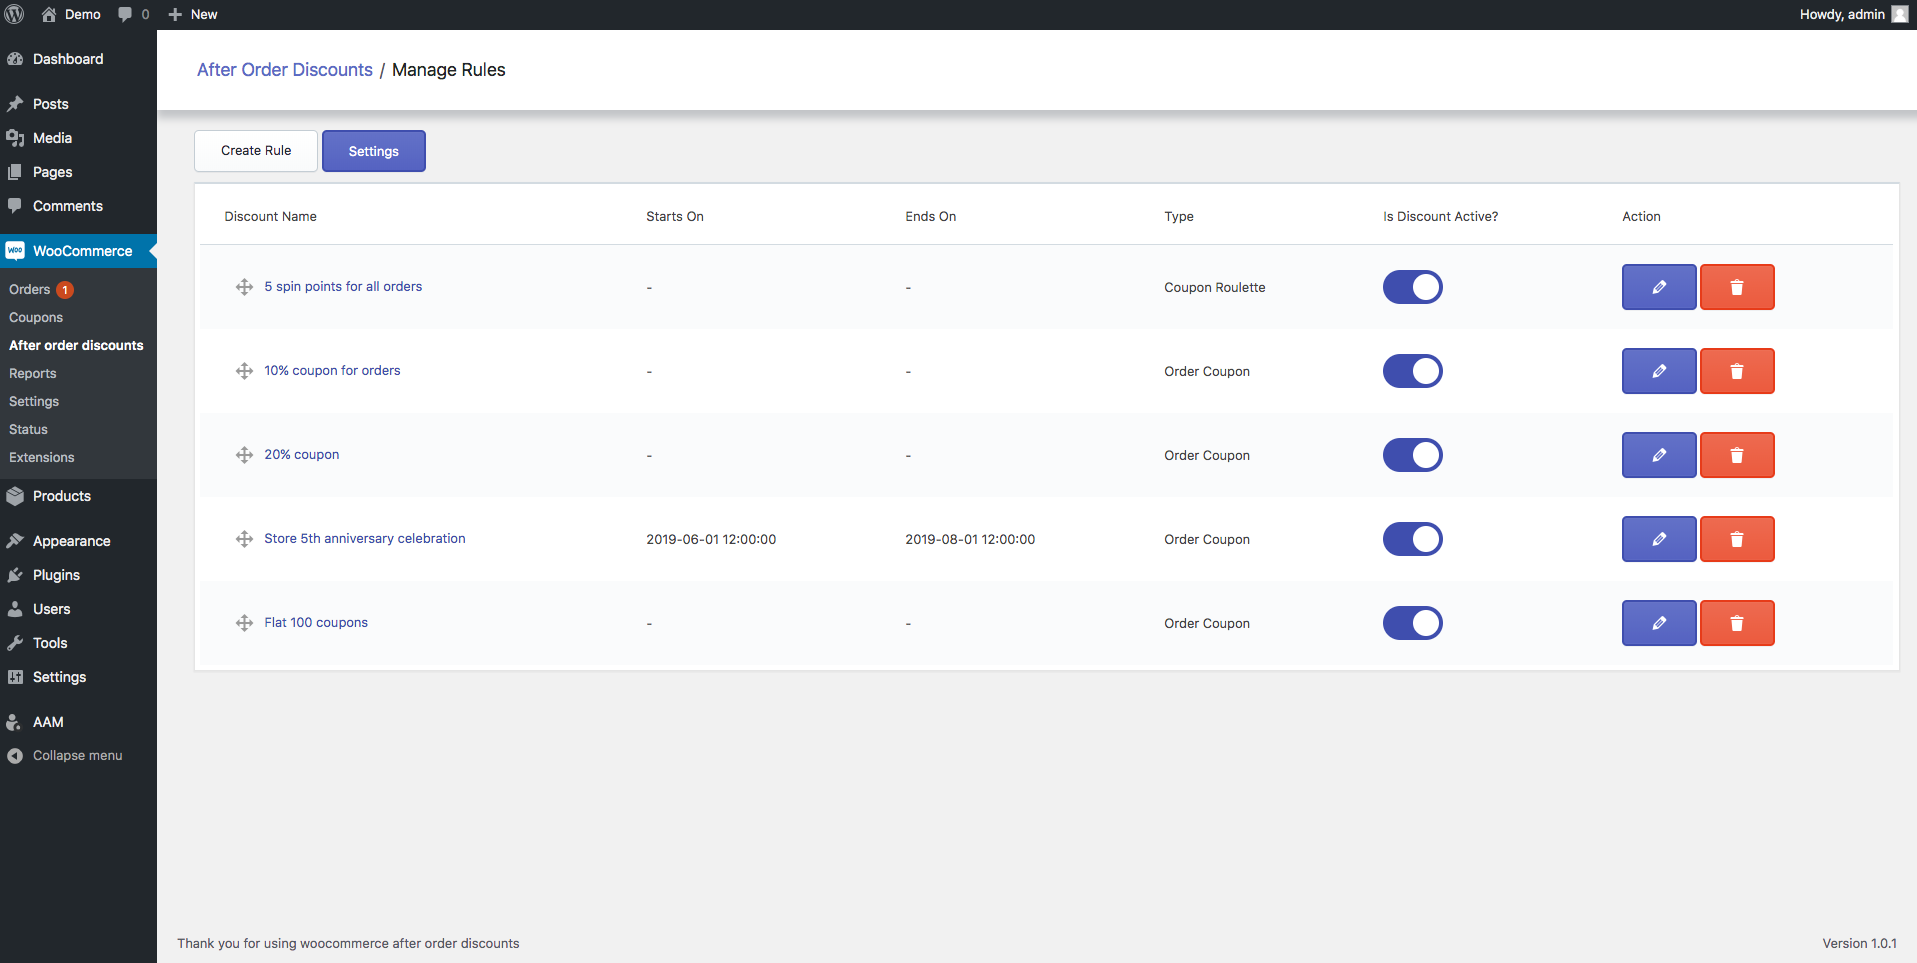 Demo 0 New Howdy, admin
Dashboard
Posts
Media
Pages
Comments
WOO WooCommerce
Orders 1
Coupons
After order discounts
Reports
Settings
Status
Extensions
Products
Appearance
Plugins
Users
Tools
Settings
AAM
Collapse menu
After Order Discounts / Manage Rules
Create Rule Settings
Discount Name Starts On Ends On Type Is Discount Active? Action
5 spin points for all orders - - Coupon Roulette
10% coupon for orders - - Order Coupon
20% coupon - - Order Coupon
Store 5th anniversary celebration 2019-06-01 12:00:00 2019-08-01 12:00:00 Order Coupon
Flat 100 coupons - - Order Coupon
Thank you for using woocommerce after order discounts Version 1.0.1